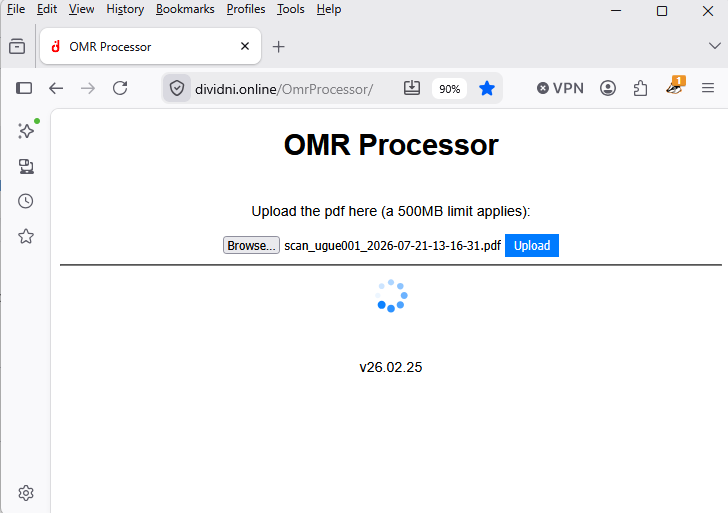 File Edit View History Bookmarks Profiles Tools Help
OMR Processor
dividni.online/OmrProcessor/ 90% VPN 1
OMR Processor
Upload the pdf here (a 500MB limit applies):
Browse... scan_ugue001_2026-07-21-13-16-31.pdf Upload
v26.02.25